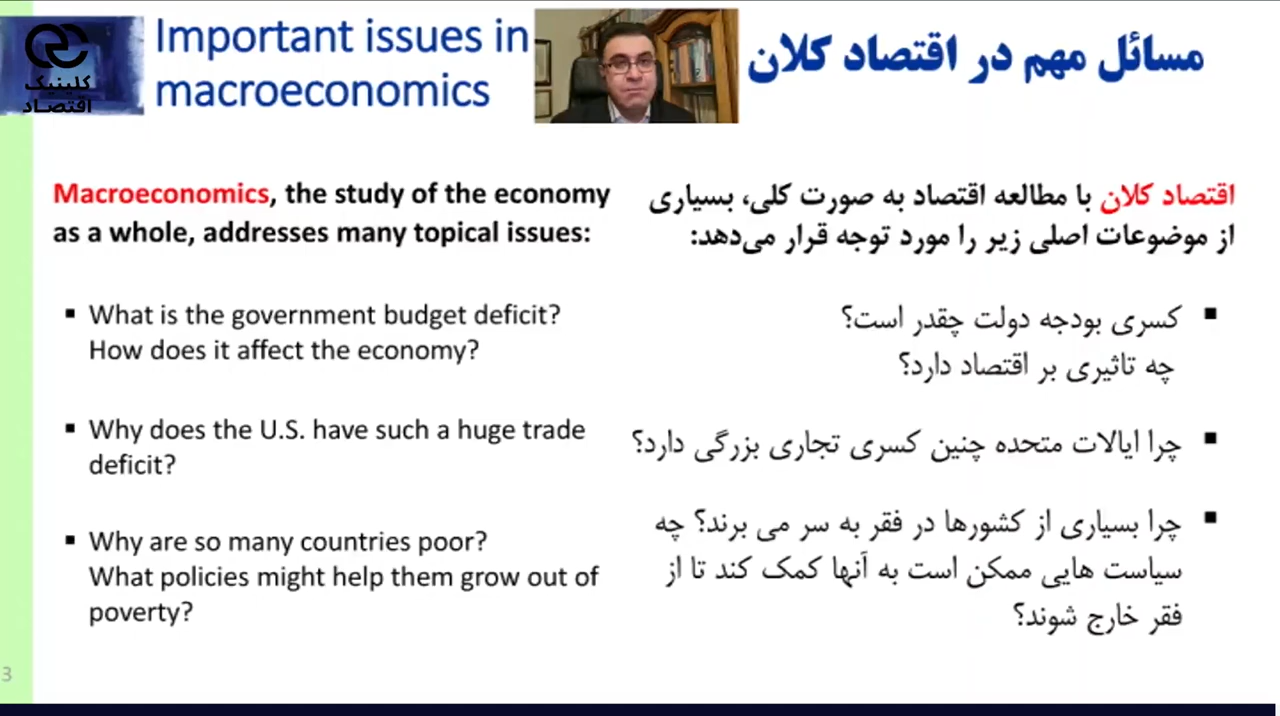 کلینیک
اقتصاد
Important issues in
macroeconomics
مسائل مهم در اقتصاد کلان
Macroeconomics, the study of the economy
as a whole, addresses many topical issues:
▪ What is the government budget deficit?
How does it affect the economy?
▪ Why does the U.S. have such a huge trade
deficit?
▪ Why are so many countries poor?
What policies might help them grow out of
poverty?
اقتصاد کلان با مطالعه اقتصاد به صورت کلی، بسیاری
از موضوعات اصلی زیر را مورد توجه قرار می‌دهد:
▪ کسری بودجه دولت چقدر است؟
چه تاثیری بر اقتصاد دارد؟
▪ چرا ایالات متحده چنین کسری تجاری بزرگی دارد؟
▪ چرا بسیاری از کشورها در فقر به سر می برند؟ چه
سیاست هایی ممکن است به آنها کمک کند تا از
فقر خارج شوند؟
3